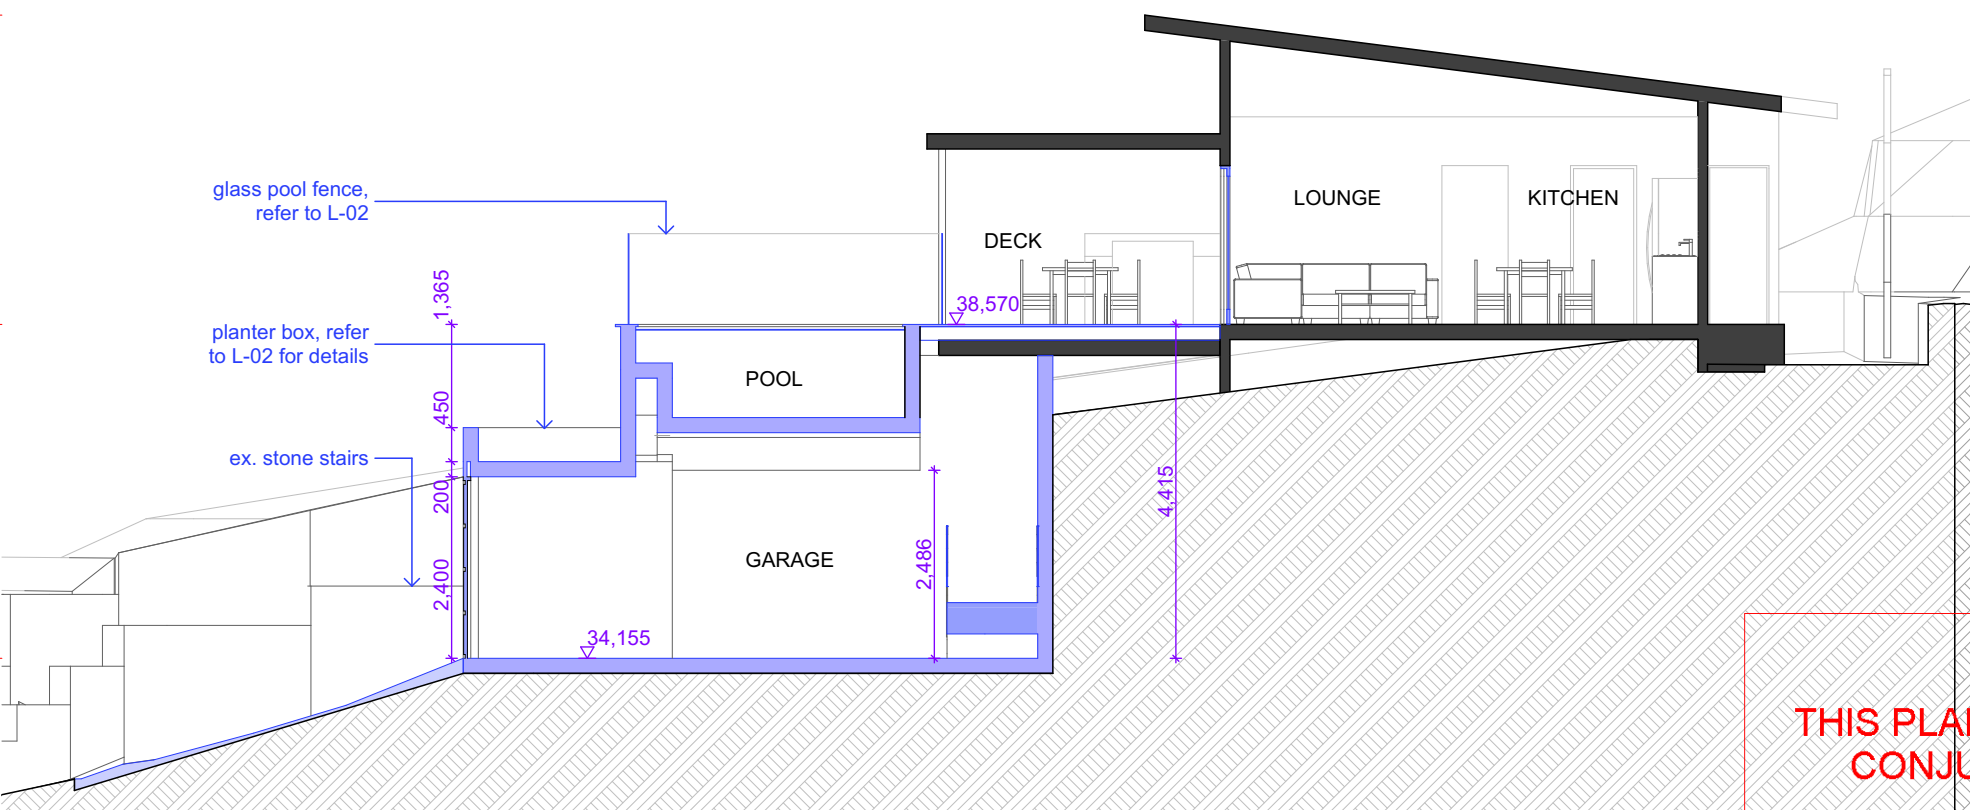 glass pool fence,
refer to L-02
LOUNGE
KITCHEN
DECK
1,365
38,570
planter box, refer
to L-02 for details
POOL
450
ex. stone stairs
200
4,415
GARAGE
2,486
2,400
34,155
THIS PLA
CONJU